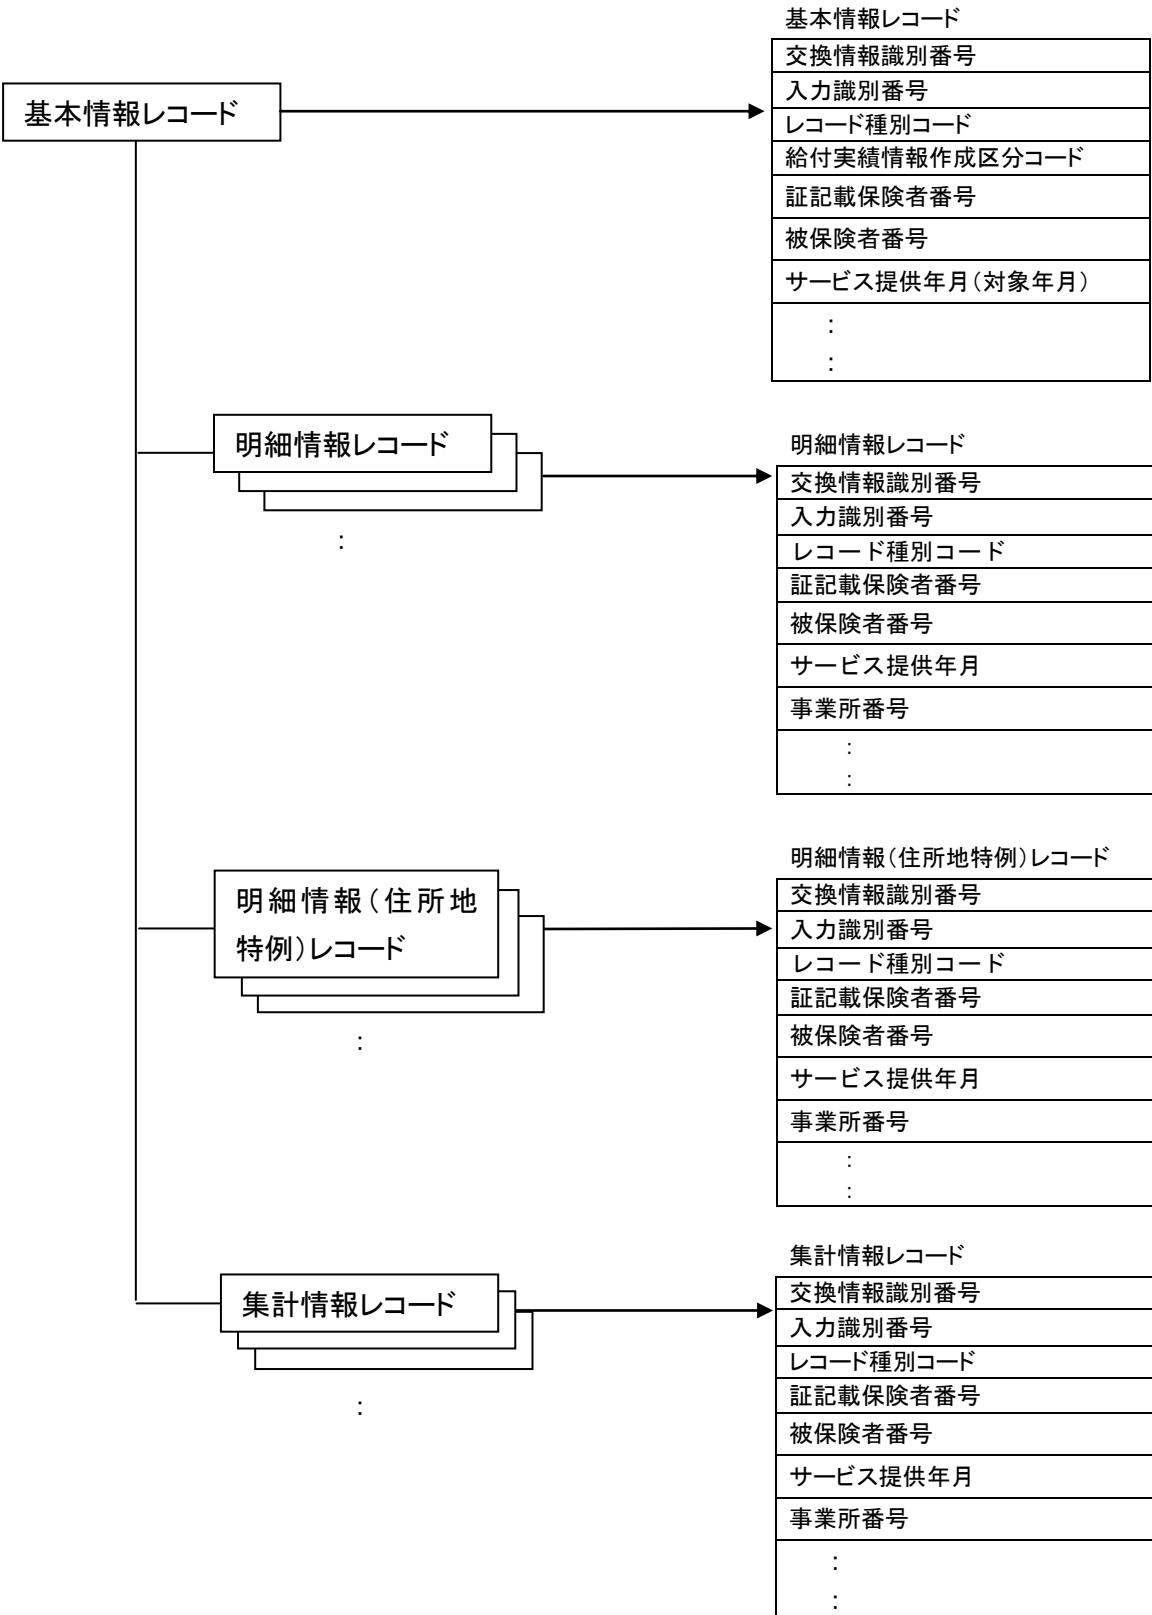 基本情報レコード
基本情報レコード
交換情報識別番号
入力識別番号
レコード種別コード
給付実績情報作成区分コード
証記載保険者番号
被保険者番号
サービス提供年月（対象年月）
：
：
明細情報レコード
：
明細情報レコード
交換情報識別番号
入力識別番号
レコード種別コード
証記載保険者番号
被保険者番号
サービス提供年月
事業所番号
：
：
明細情報（住所地
特例）レコード
：
明細情報（住所地特例）レコード
交換情報識別番号
入力識別番号
レコード種別コード
証記載保険者番号
被保険者番号
サービス提供年月
事業所番号
：
：
集計情報レコード
：
集計情報レコード
交換情報識別番号
入力識別番号
レコード種別コード
証記載保険者番号
被保険者番号
サービス提供年月
事業所番号
：
：